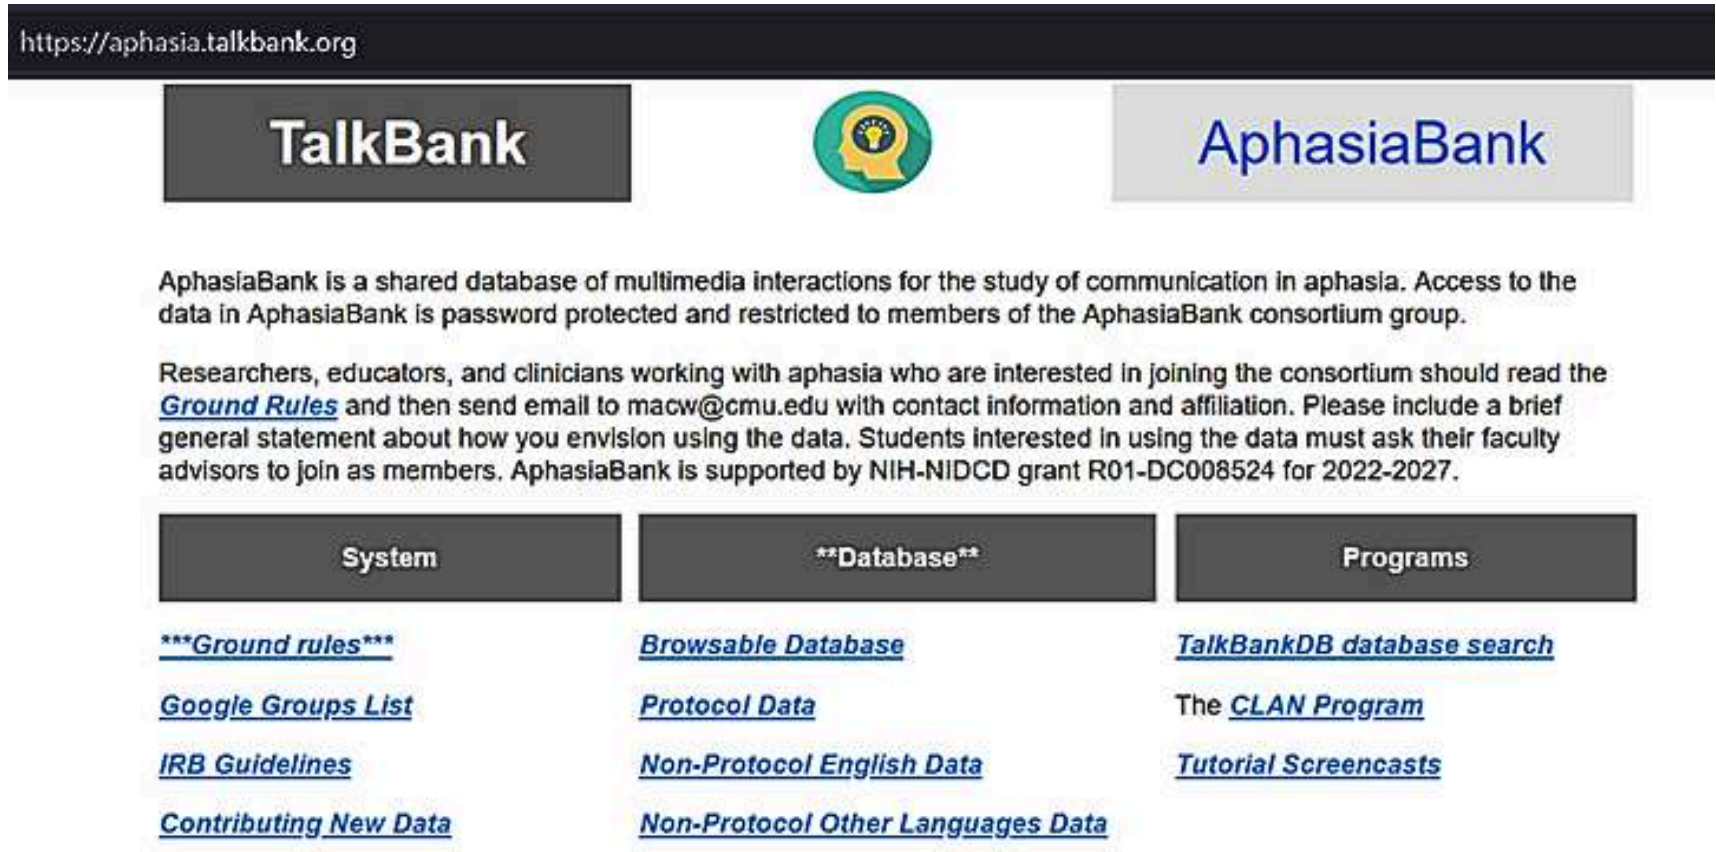 https://aphasia.talkbank.org
TalkBank
AphasiaBank
AphasiaBank is a shared database of multimedia interactions for the study of communication in aphasia. Access to the
data in AphasiaBank is password protected and restricted to members of the AphasiaBank consortium group.
Researchers, educators, and clinicians working with aphasia who are interested in joining the consortium should read the
Ground Rules and then send email to macw@cmu.edu with contact information and affiliation. Please include a brief
general statement about how you envision using the data. Students interested in using the data must ask their faculty
advisors to join as members. AphasiaBank is supported by NIH-NIDCD grant R01-DC008524 for 2022-2027.
System
**Database**
Programs
***Ground rules***
Browsable Database
TalkBankDB database search
Google Groups List
Protocol Data
The CLAN Program
IRB Guidelines
Non-Protocol English Data
Tutorial Screencasts
Contributing New Data
Non-Protocol Other Languages Data